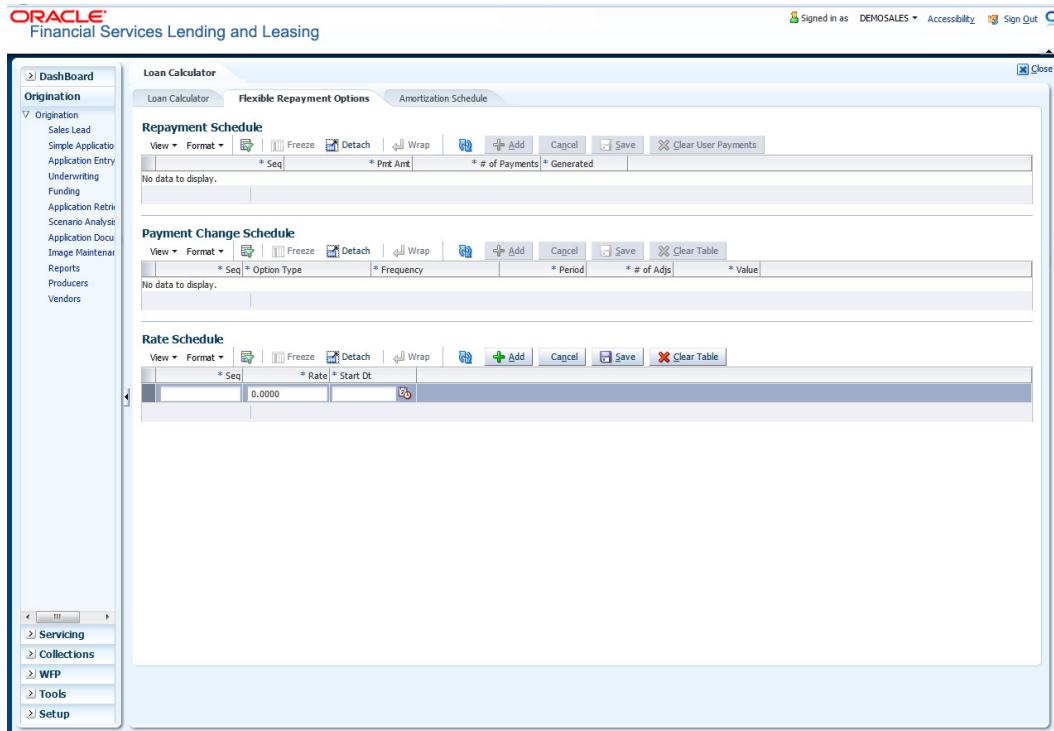 ORACLE
Financial Services Lending and Leasing
Signed in as DEMOSALES Accessibility Sign Out
DashBoard
Origination
Origination
Sales Lead
Simple Applicatio
Application Entry
Underwriting
Funding
Application Retri
Scenario Analysis
Application Docu
Image Maintenan
Reports
Producers
Vendors
Servicing
Collections
WFP
Tools
Setup
Loan Calculator
Close
Loan Calculator Flexible Repayment Options Amortization Schedule
Repayment Schedule
View Format Freeze Detach Wrap Add Cancel Save Clear User Payments
* Seq * Pmt Amt * # of Payments * Generated
No data to display.
Payment Change Schedule
View Format Freeze Detach Wrap Add Cancel Save Clear Table
* Seq * Option Type * Frequency * Period * # of Adjs * Value
No data to display.
Rate Schedule
View Format Freeze Detach Wrap Add Cancel Save Clear Table
* Seq * Rate * Start Dt
0.0000